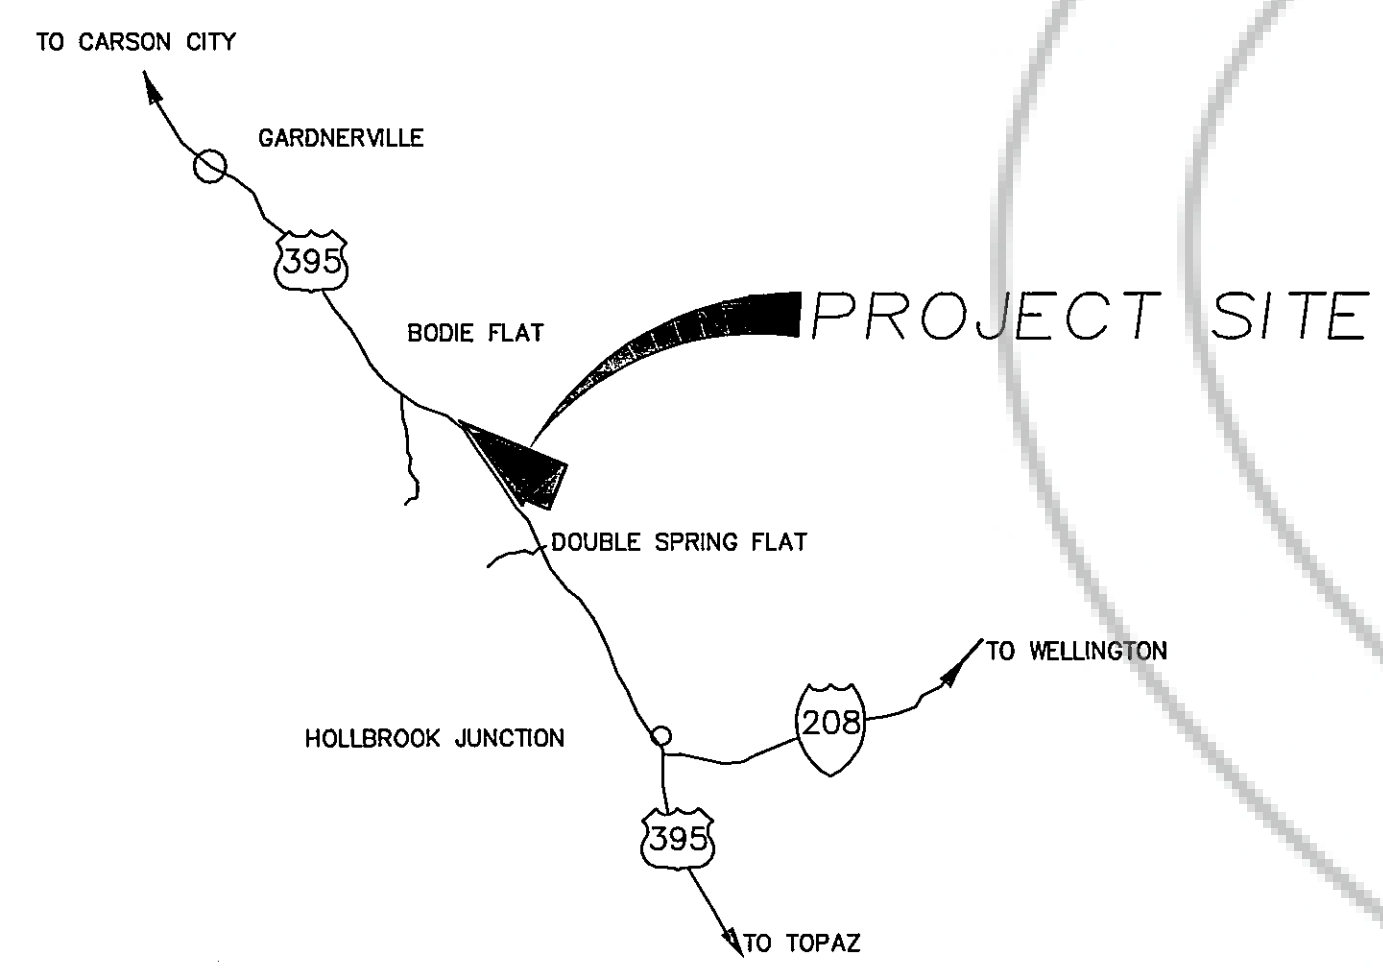 TO CARSON CITY
GARDNERVILLE
395
PROJECT SITE
BODIE FLAT
DOUBLE SPRING FLAT
TO WELLINGTON
208
HOLLBROOK JUNCTION
395
TO TOPAZ